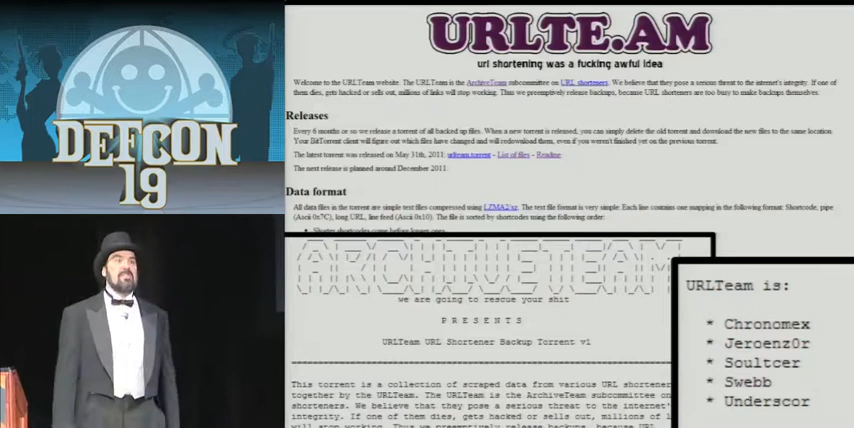 DEFCON
19
URLTE.AM
url shortening was a fucking awful idea
Welcome to the URLTeam website. The URLTeam is the ArchiveTeam subcommittee on URL shorteners. We believe that they pose a serious threat to the internet's integrity. If one of
them dies, gets hacked or sells out, millions of links will stop working. Thus we preemptively release backups, because URL shorteners are too busy to make backups themselves.
Releases
Every 6 months or so we release a torrent of all backed up files. When a new torrent is released, you can simply delete the old torrent and download the new files to the same location.
Your BitTorrent client will figure out which files have changed and will redownload them, even if you weren't finished yet on the previous torrent.
The latest torrent was released on May 31th, 2011: urlteam.torrent - List of files - Readme
The next release is planned around December 2011.
Data format
All data files in the torrent are simple text files compressed using LZMA2/xz. The text file format is very simple: Each line contains one mapping in the following format: Shortcode, pipe
(Ascii 0x7C), long URL, line feed (Ascii 0x10). The file is sorted by shortcodes using the following order:
• Shorter shortcodes come before longer ones
ARCHIVETEAM
we are going to rescue your shit
P R E S E N T S
URLTeam URL Shortener Backup Torrent v1
This torrent is a collection of scraped data from various URL shortener
together by the URLTeam. The URLTeam is the ArchiveTeam subcommittee on
shorteners. We believe that they pose a serious threat to the internet'
integrity. If one of them dies, gets hacked or sells out, millions of l
will stop working. Thus we preemptively release backups, because URL
URLTeam is:
* Chronomex
* Jeroenz0r
* Soultcer
* Swebb
* Underscor